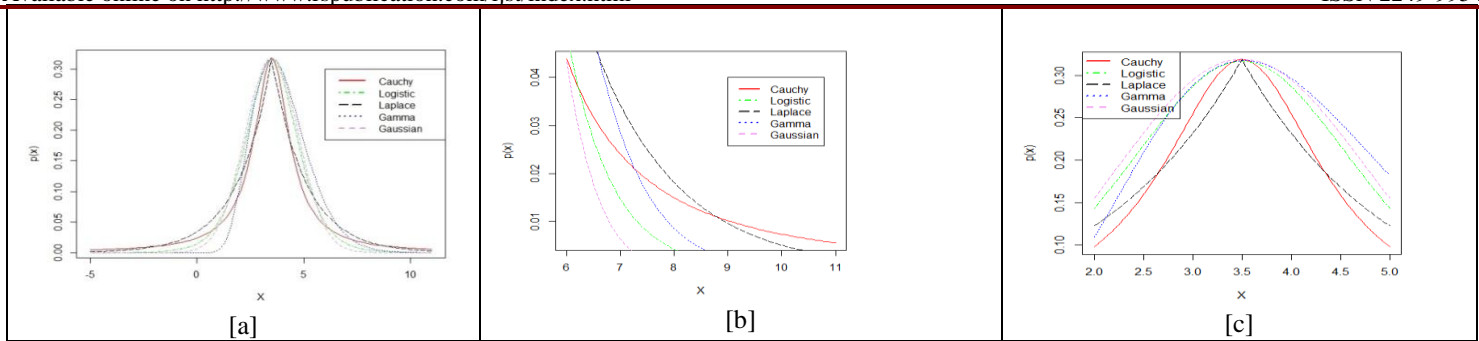 p(x)
0.00 0.05 0.10 0.15 0.20 0.25 0.30
Cauchy
Logistic
Laplace
Gamma
Gaussian
-5 0 5 10
X
[a]
p(x)
0.01 0.02 0.03 0.04
Cauchy
Logistic
Laplace
Gamma
Gaussian
6 7 8 9 10 11
X
[b]
p(x)
0.10 0.15 0.20 0.25 0.30
Cauchy
Logistic
Laplace
Gamma
Gaussian
2.0 2.5 3.0 3.5 4.0 4.5 5.0
X
[c]